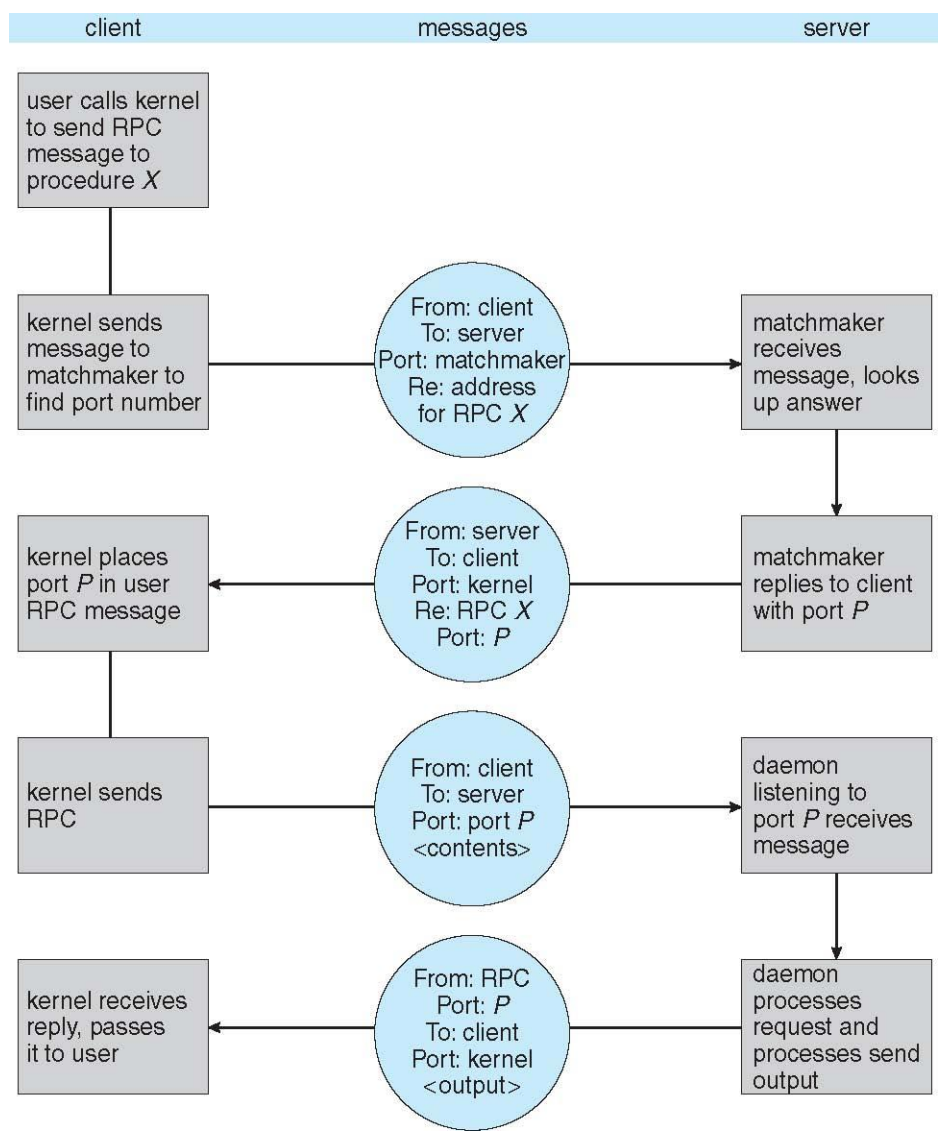 client messages server
user calls kernel
to send RPC
message to
procedure X
kernel sends
message to
matchmaker to
find port number
From: client
To: server
Port: matchmaker
Re: address
for RPC X
matchmaker
receives
message, looks
up answer
kernel places
port P in user
RPC message
From: server
To: client
Port: kernel
Re: RPC X
Port: P
matchmaker
replies to client
with port P
kernel sends
RPC
From: client
To: server
Port: port P
<contents>
daemon
listening to
port P receives
message
kernel receives
reply, passes
it to user
From: RPC
Port: P
To: client
Port: kernel
<output>
daemon
processes
request and
processes send
output